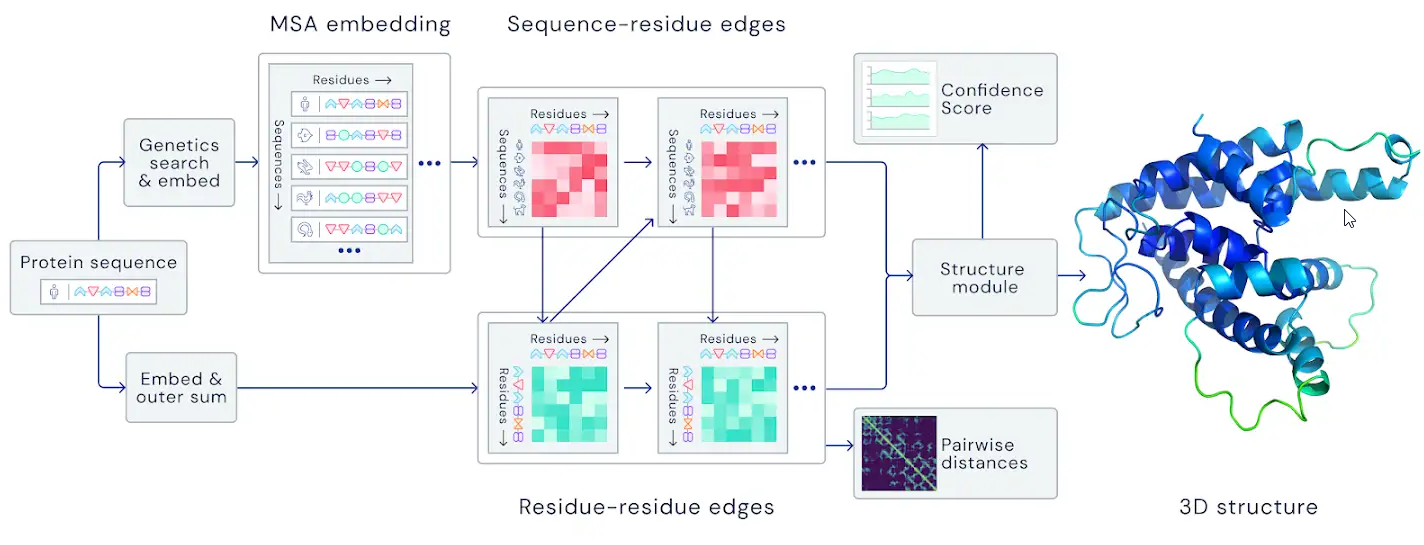 MSA embedding
Sequence-residue edges
Residues →
Sequences →
Genetics
search
& embed
Protein sequence
Embed &
outer sum
Residues →
Sequences →
Residues →
Sequences →
Residues →
Residues →
Residues →
Residues →
Confidence
Score
Structure
module
Pairwise
distances
Residue-residue edges
3D structure